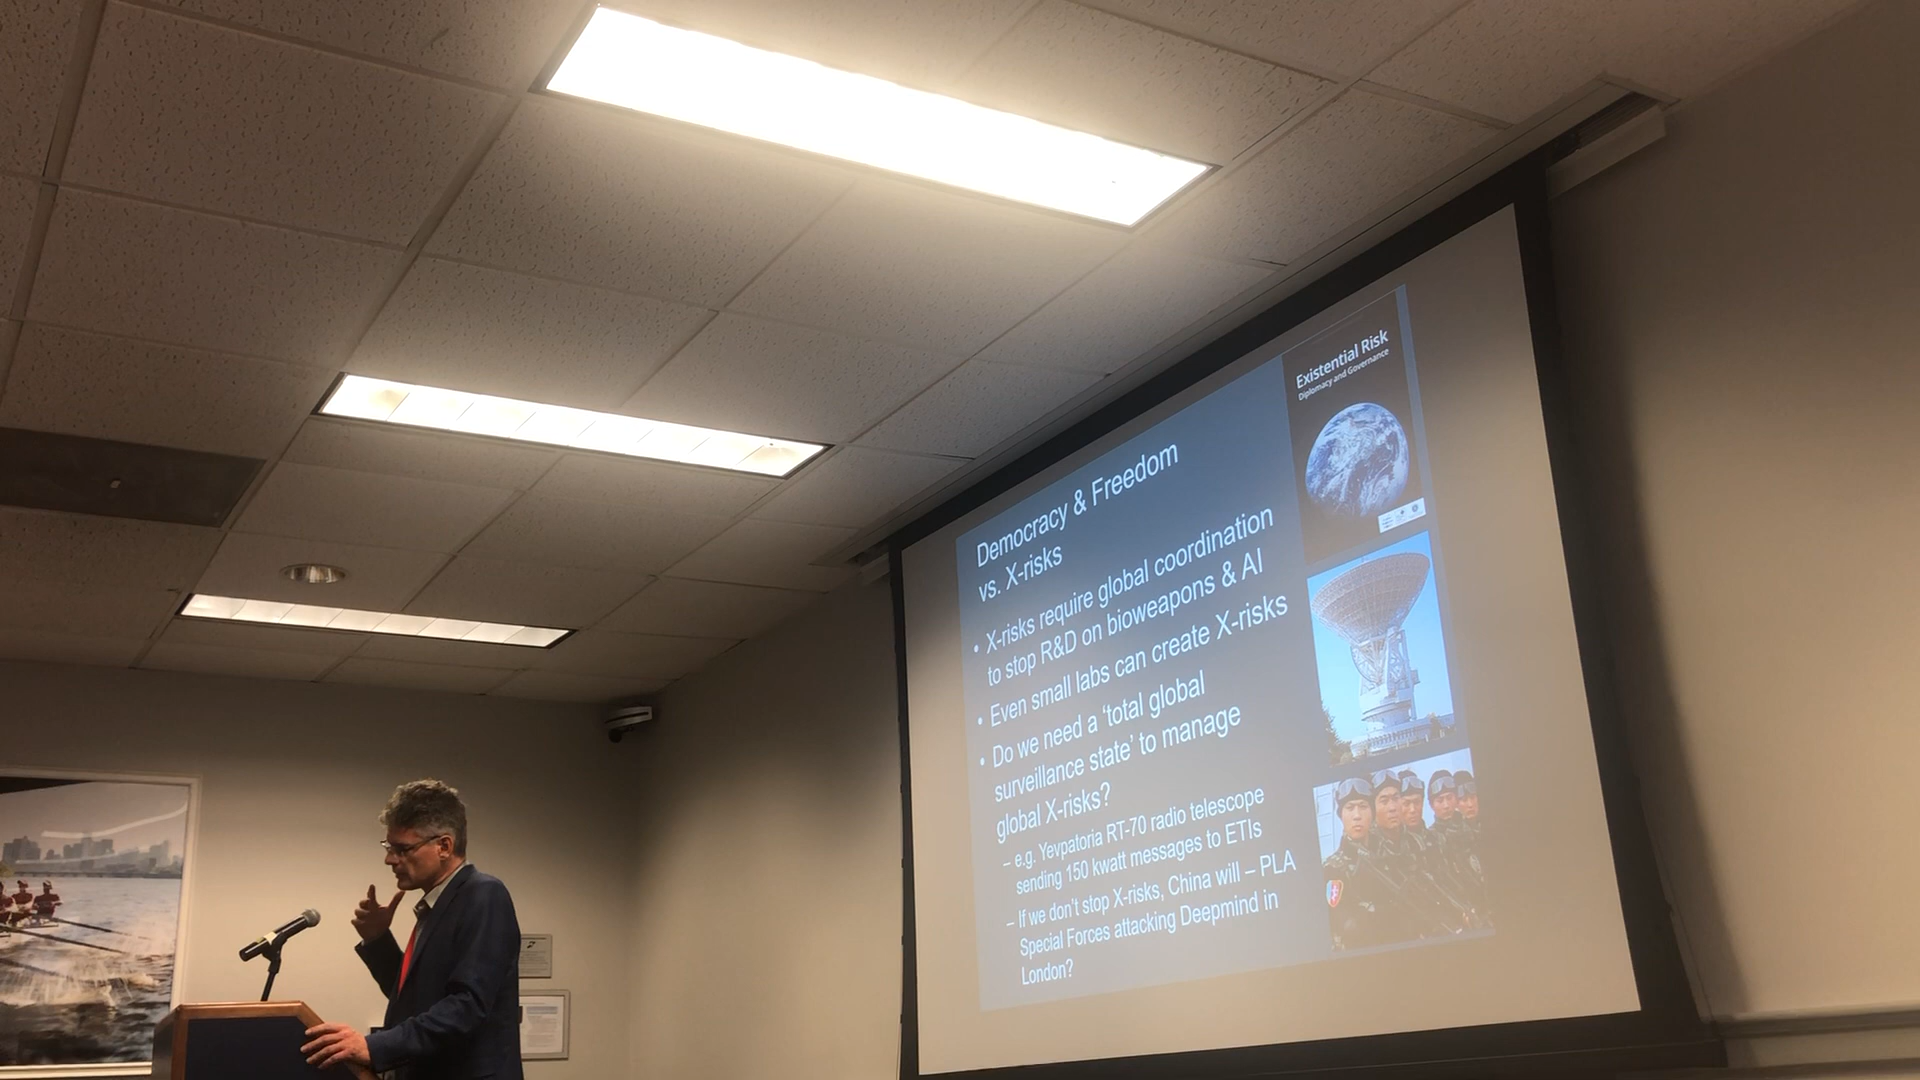 Democracy & Freedom
vs. X-risks
• X-risks require global coordination
to stop R&D on bioweapons & AI
• Even small labs can create X-risks
• Do we need a ‘total global
surveillance state’ to manage
global X-risks?
– e.g. Yevpatoria RT-70 radio telescope
sending 150 kwatt messages to ETIs
– If we don’t stop X-risks, China will – PLA
Special Forces attacking Deepmind in
London?
Existential Risk
Diplomacy and Governance